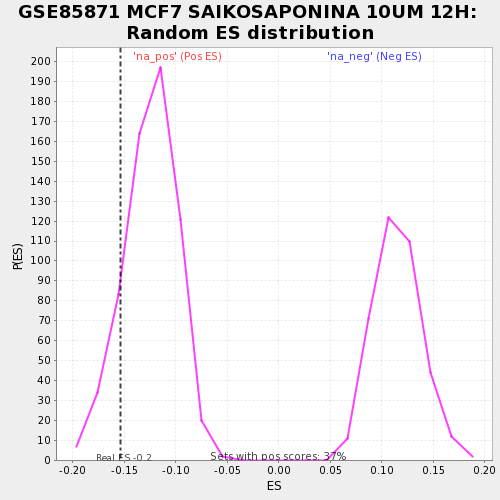 GSE85871 MCF7 SAIKOSAPONINA 10UM 12H:
Random ES distribution
'na_pos' (Pos ES)
'na_neg' (Neg ES)
200
190
180
170
160
150
140
130
120
110
100
90
80
70
60
50
40
30
20
10
0
P(ES)
Real ES -0.2
Sets with pos scores: 37%
-0.20 -0.15 -0.10 -0.05 0.00 0.05 0.10 0.15 0.20
ES